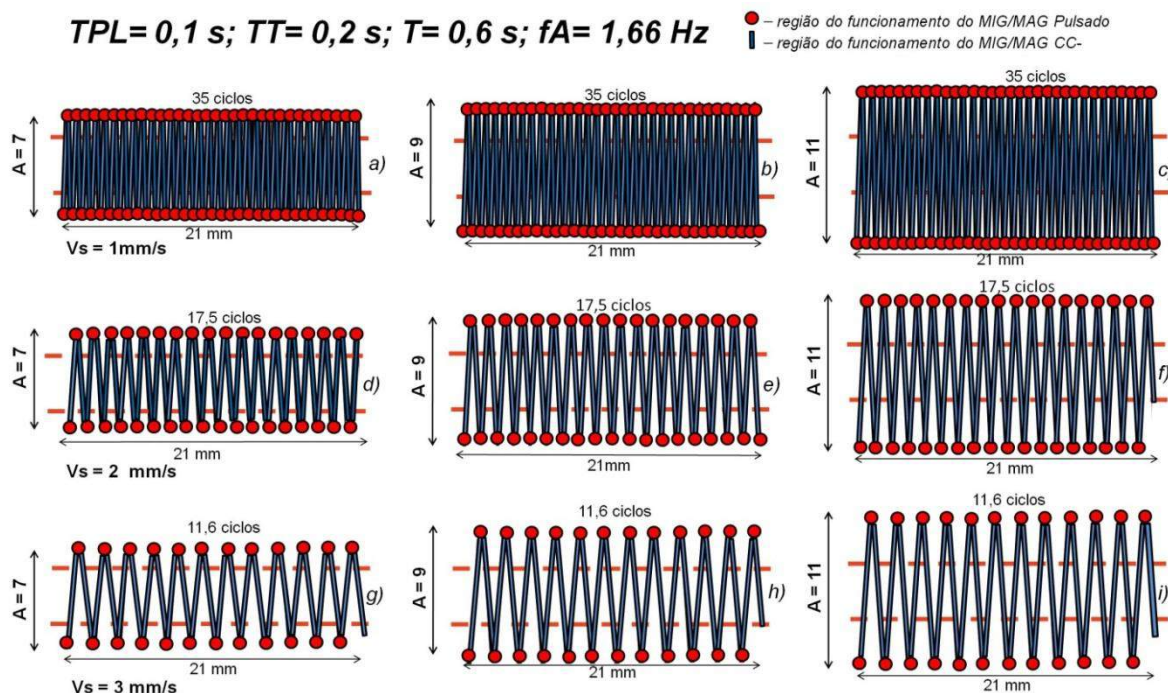 TPL= 0,1 s; TT= 0,2 s; T= 0,6 s; fA= 1,66 Hz
– região do funcionamento do MIG/MAG Pulsado
– região do funcionamento do MIG/MAG CC-
35 ciclos
A = 7
a)
21 mm
Vs = 1mm/s
35 ciclos
A = 9
b)
21 mm
35 ciclos
A = 11
c)
21 mm
17,5 ciclos
A = 7
d)
21 mm
Vs = 2 mm/s
17,5 ciclos
A = 9
e)
21mm
17,5 ciclos
A = 11
f)
21 mm
11,6 ciclos
A = 7
g)
21 mm
Vs = 3 mm/s
11,6 ciclos
A = 9
h)
21 mm
11,6 ciclos
A = 11
i)
21 mm